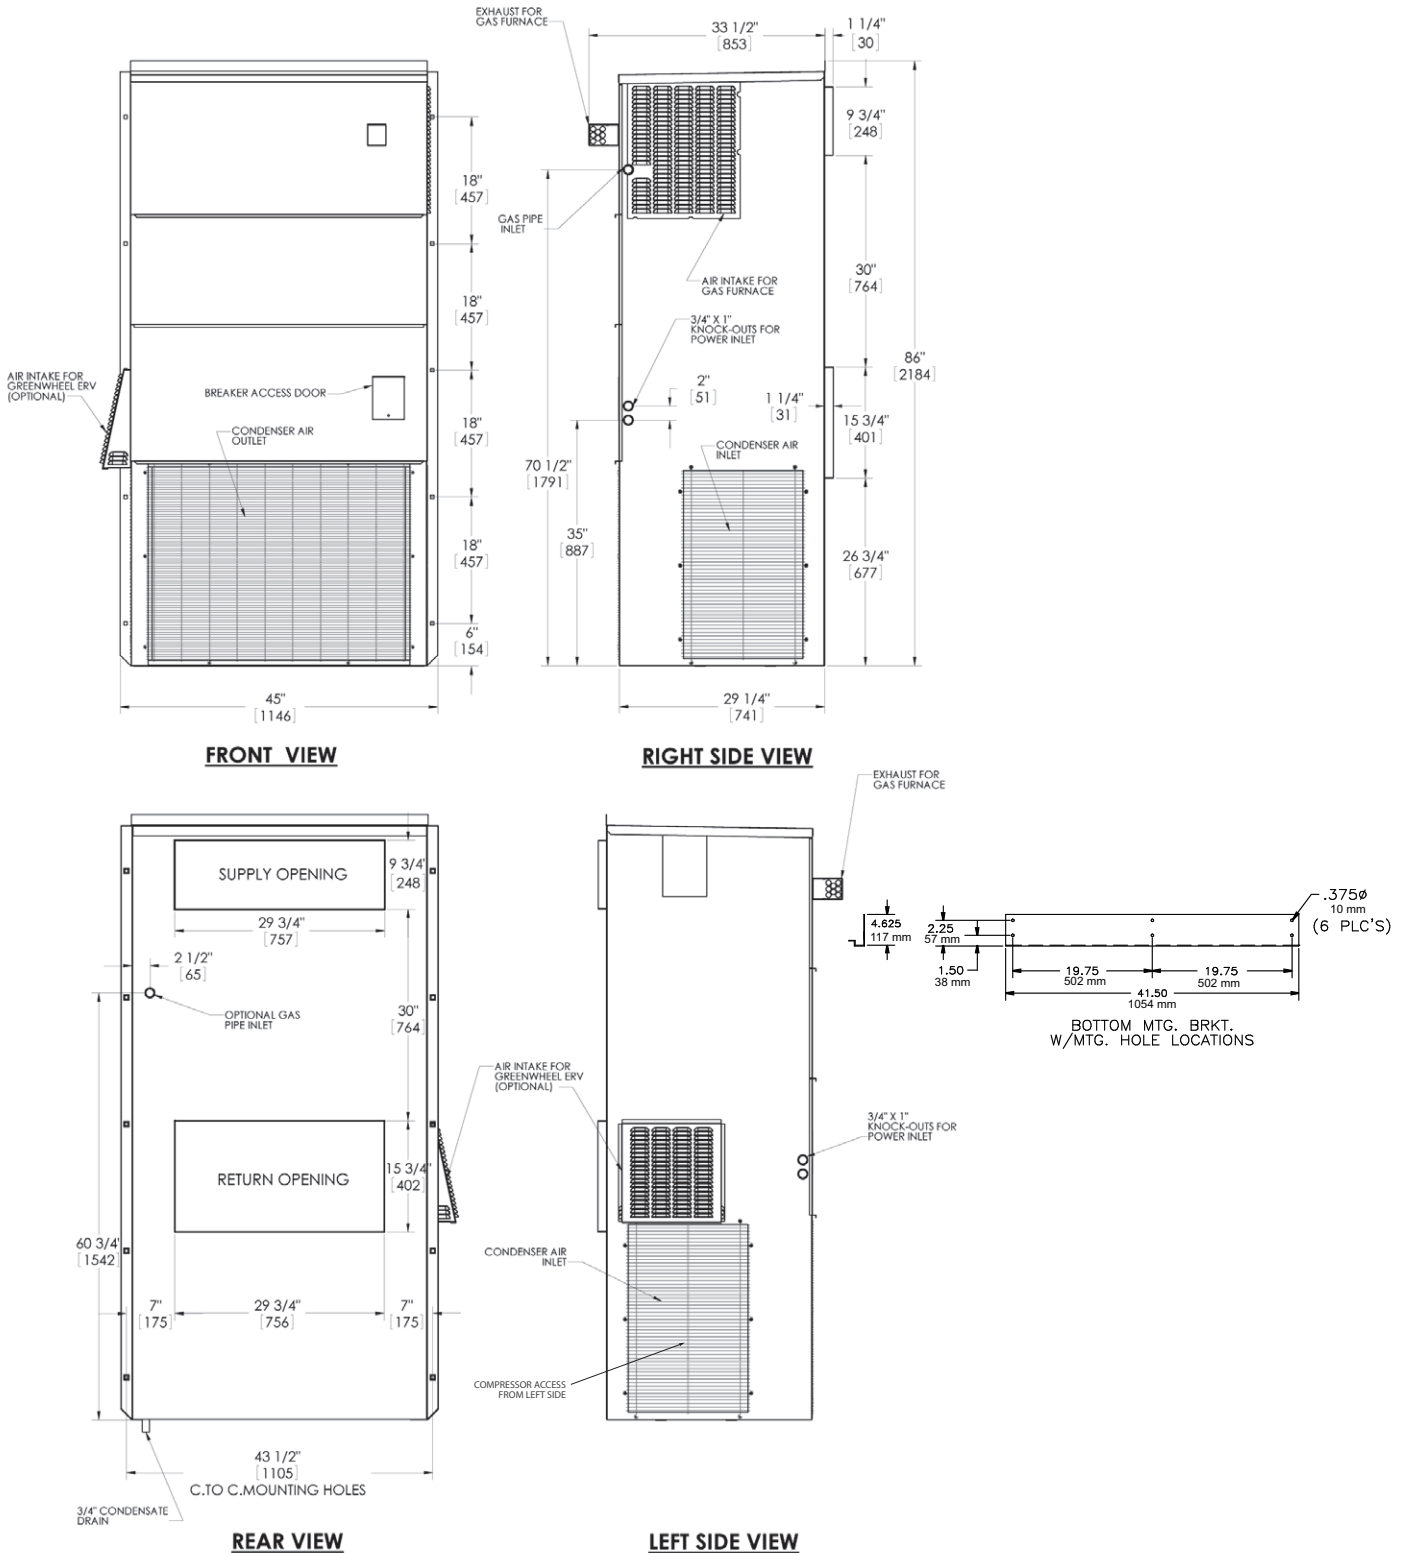 EXHAUST FOR
GAS FURNACE
33 1/2"
[853]
1 1/4"
[30]
9 3/4"
[248]
18"
[457]
GAS PIPE
INLET
AIR INTAKE FOR
GAS FURNACE
30"
[764]
18"
[457]
3/4" X 1"
KNOCK-OUTS FOR
POWER INLET
86"
[2184]
AIR INTAKE FOR
GREENWHEEL ERV
(OPTIONAL)
BREAKER ACCESS DOOR
2"
[51]
1 1/4"
[31]
15 3/4"
[401]
18"
[457]
CONDENSER AIR
OUTLET
CONDENSER AIR
INLET
70 1/2"
[1791]
35"
[887]
18"
[457]
26 3/4"
[677]
6"
[154]
45"
[1146]
29 1/4"
[741]
FRONT VIEW
RIGHT SIDE VIEW
EXHAUST FOR
GAS FURNACE
SUPPLY OPENING
9 3/4'
[248]
29 3/4"
[757]
2 1/2"
[65]
OPTIONAL GAS
PIPE INLET
30"
[764]
4.625
117 mm
2.25
57 mm
1.50
38 mm
.375ø
10 mm
(6 PLC'S)
19.75
502 mm
19.75
502 mm
41.50
1054 mm
BOTTOM MTG. BRKT.
W/MTG. HOLE LOCATIONS
AIR INTAKE FOR
GREENWHEEL ERV
(OPTIONAL)
3/4" X 1"
KNOCK-OUTS FOR
POWER INLET
RETURN OPENING
15 3/4"
[402]
60 3/4'
[1542]
CONDENSER AIR
INLET
7"
[175]
29 3/4"
[756]
7"
[175]
COMPRESSOR ACCESS
FROM LEFT SIDE
43 1/2"
[1105]
C.TO C.MOUNTING HOLES
3/4" CONDENSATE
DRAIN
REAR VIEW
LEFT SIDE VIEW